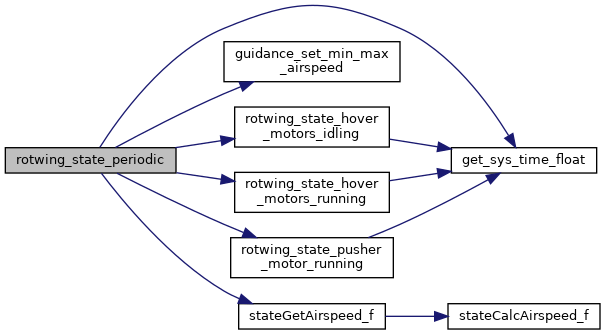 rotwing_state_periodic
guidance_set_min_max
_airspeed
rotwing_state_hover
_motors_idling
rotwing_state_hover
_motors_running
rotwing_state_pusher
_motor_running
stateGetAirspeed_f
get_sys_time_float
stateCalcAirspeed_f